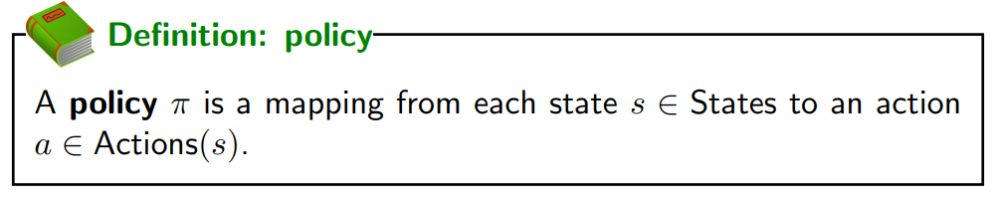 Definition: policy
A policy π is a mapping from each state s ∈ States to an action
a ∈ Actions(s).